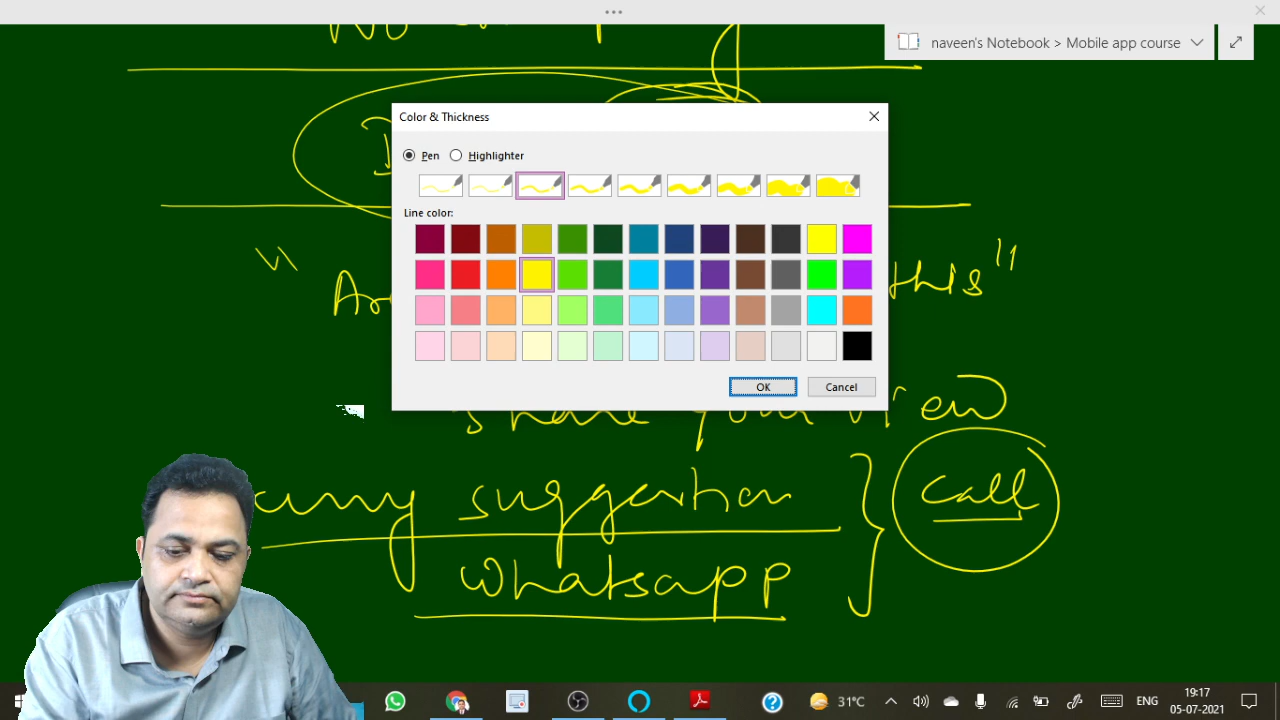 naveen's Notebook > Mobile app course
No
Color & Thickness
Pen Highlighter
Line color:
" this "
OK Cancel
share your view
any suggestion
whatsapp
call
31°C ENG 19:17
05-07-2021